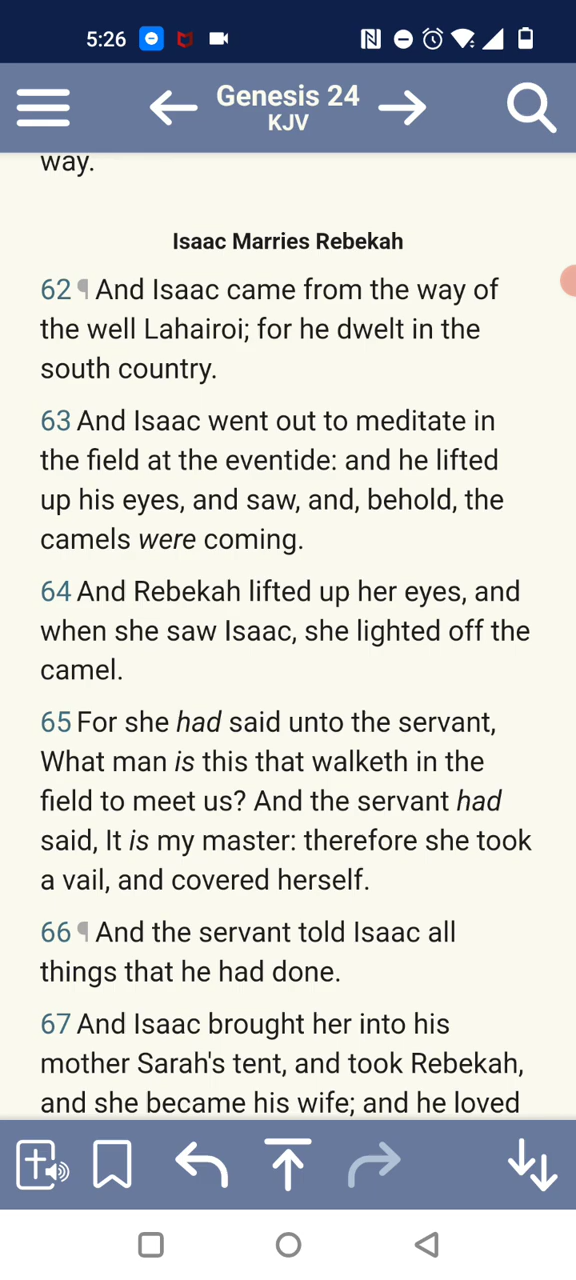 5:26
Genesis 24
KJV
way.
Isaac Marries Rebekah
62 ¶ And Isaac came from the way of
the well Lahairoi; for he dwelt in the
south country.
63 And Isaac went out to meditate in
the field at the eventide: and he lifted
up his eyes, and saw, and, behold, the
camels were coming.
64 And Rebekah lifted up her eyes, and
when she saw Isaac, she lighted off the
camel.
65 For she had said unto the servant,
What man is this that walketh in the
field to meet us? And the servant had
said, It is my master: therefore she took
a vail, and covered herself.
66 ¶ And the servant told Isaac all
things that he had done.
67 And Isaac brought her into his
mother Sarah's tent, and took Rebekah,
and she became his wife; and he loved